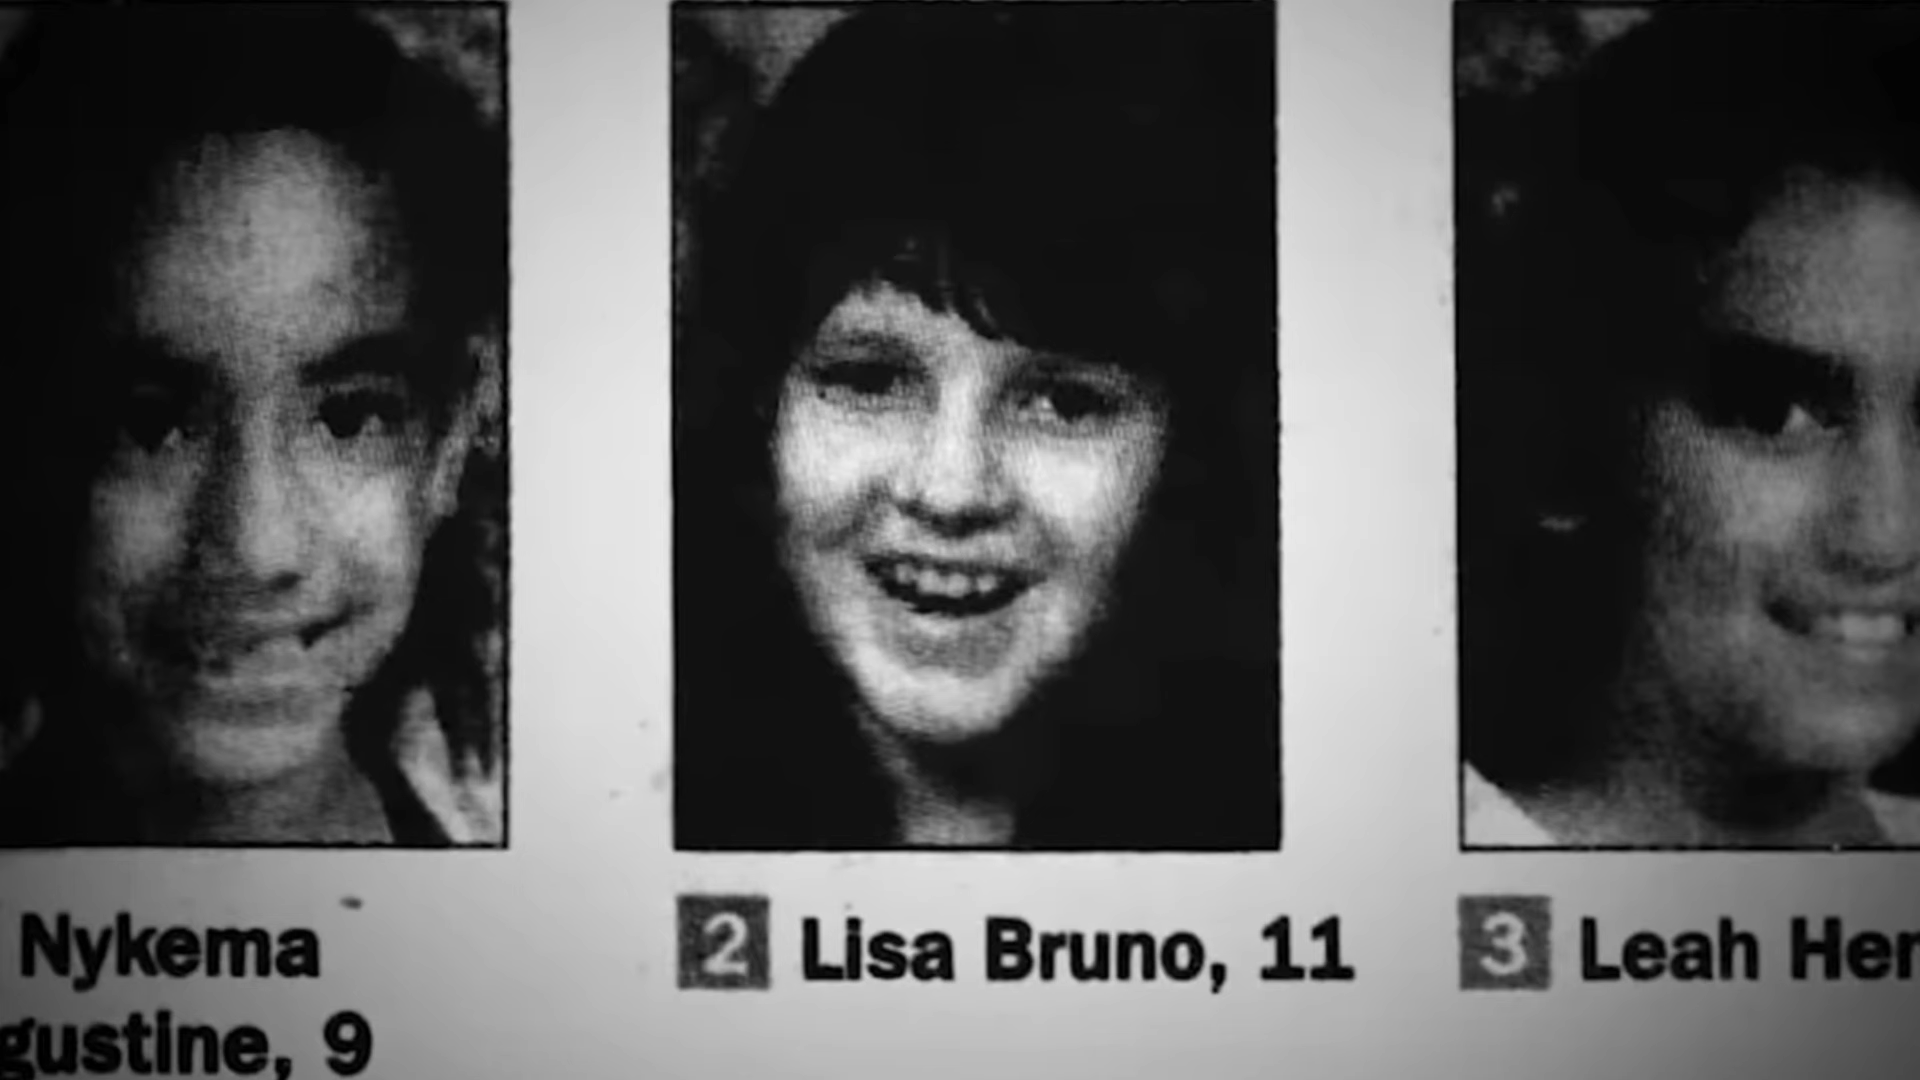 Nykema
gustine, 9
2 Lisa Bruno, 11
3 Leah Her